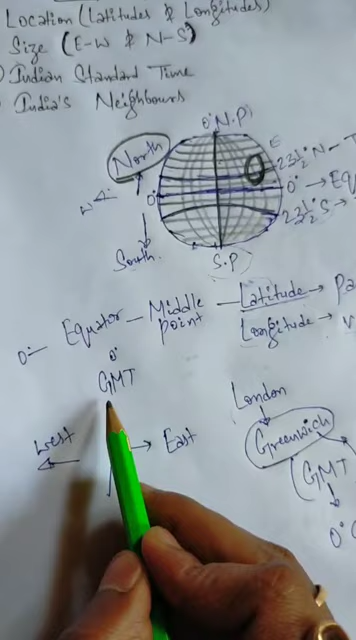 Location (Latitudes & Longitudes)
Size (E-W & N-S)
Indian Standard Time
India's Neighbours
0° N.P)
North
E
23½° N - T
W
0°
0° → Equ
23½° S →
South
S.P)
0° - Equator - Middle point - Latitude → Pa
Longitude → V
0°
GMT
London
West
East
Greenwich
(GMT
0°